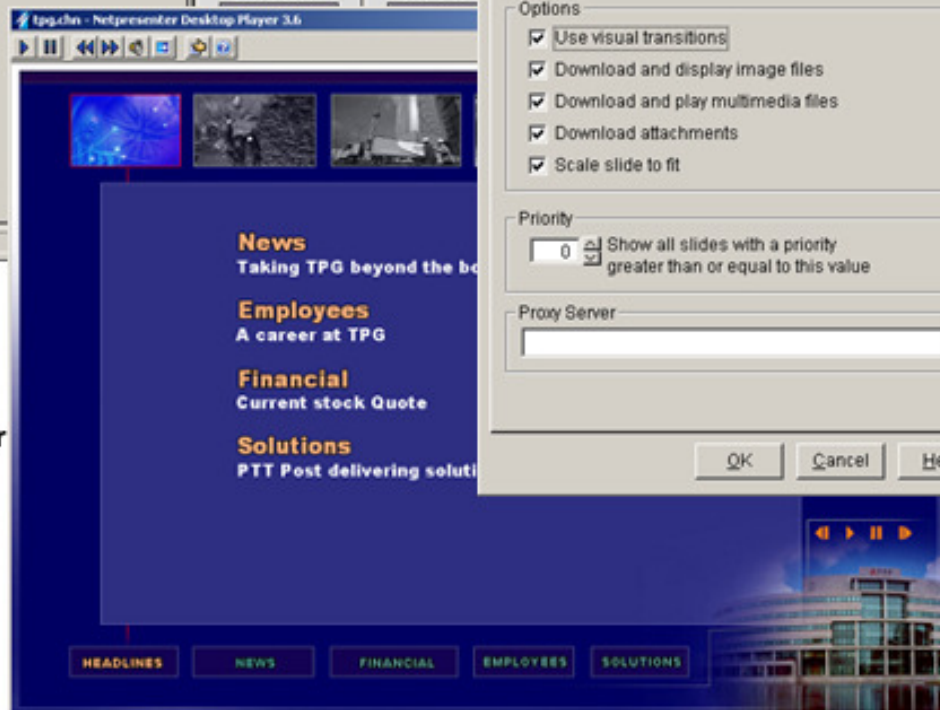 tpg.chn - Netpresenter Desktop Player 3.6
News
Taking TPG beyond the
Employees
A career at TPG
Financial
Current stock Quote
Solutions
PTT Post delivering
HEADLINES
NEWS
FINANCIAL
EMPLOYEES
SOLUTIONS
Options
Use visual transitions
Download and display image files
Download and play multimedia files
Download attachments
Scale slide to fit
Priority
0
Show all slides with a priority
greater than or equal to this value
Proxy Server
OK
Cancel